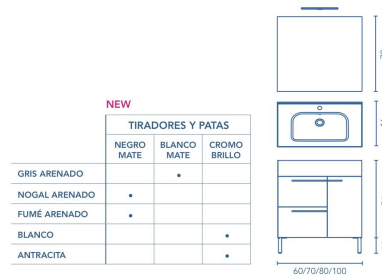 NEW
TIRADORES Y PATAS
NEGRO MATE
BLANCO MATE
CROMO BRILLO
GRIS ARENADO
NOGAL ARENADO
FUMÉ ARENADO
BLANCO
ANTRACITA
60/70/80/100